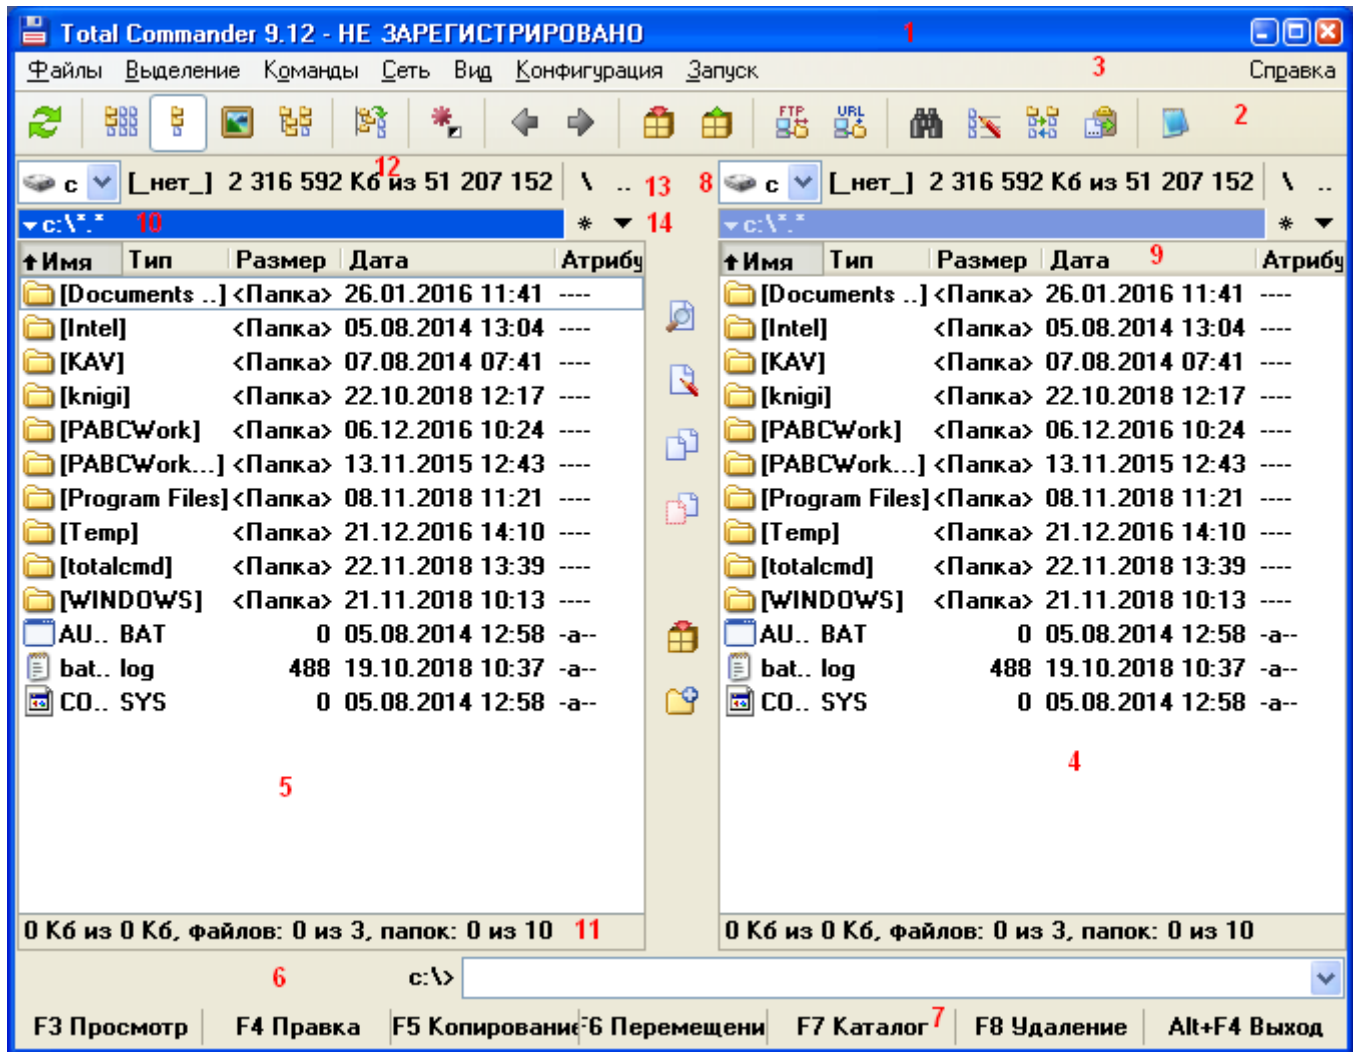 Total Commander 9.12 - НЕ ЗАРЕГИСТРИРОВАНО 1
Файлы Выделение Команды Сеть Вид Конфигурация Запуск 3 Справка
FTP URL 2
c [_нет_] 2 316 592 Кб из 51 207 152 \ .. 13 8 c [_нет_] 2 316 592 Кб из 51 207 152 \ ..
12
c:\*.* 10 * 14 c:\*.* *
Имя Тип Размер Дата Атрибу Имя Тип Размер Дата 9 Атрибу
[Documents ..] <Папка> 26.01.2016 11:41 ---- [Documents ..] <Папка> 26.01.2016 11:41 ----
[Intel] <Папка> 05.08.2014 13:04 ---- [Intel] <Папка> 05.08.2014 13:04 ----
[KAV] <Папка> 07.08.2014 07:41 ---- [KAV] <Папка> 07.08.2014 07:41 ----
[knigi] <Папка> 22.10.2018 12:17 ---- [knigi] <Папка> 22.10.2018 12:17 ----
[PABCWork] <Папка> 06.12.2016 10:24 ---- [PABCWork] <Папка> 06.12.2016 10:24 ----
[PABCWork...] <Папка> 13.11.2015 12:43 ---- [PABCWork...] <Папка> 13.11.2015 12:43 ----
[Program Files] <Папка> 08.11.2018 11:21 ---- [Program Files] <Папка> 08.11.2018 11:21 ----
[Temp] <Папка> 21.12.2016 14:10 ---- [Temp] <Папка> 21.12.2016 14:10 ----
[totalcmd] <Папка> 22.11.2018 13:39 ---- [totalcmd] <Папка> 22.11.2018 13:39 ----
[WINDOWS] <Папка> 21.11.2018 10:13 ---- [WINDOWS] <Папка> 21.11.2018 10:13 ----
AU.. BAT 0 05.08.2014 12:58 -a-- AU.. BAT 0 05.08.2014 12:58 -a--
bat.. log 488 19.10.2018 10:37 -a-- bat.. log 488 19.10.2018 10:37 -a--
CO.. SYS 0 05.08.2014 12:58 -a-- CO.. SYS 0 05.08.2014 12:58 -a--
5 4
0 Кб из 0 Кб, файлов: 0 из 3, папок: 0 из 10 11 0 Кб из 0 Кб, файлов: 0 из 3, папок: 0 из 10
6 c:\>
F3 Просмотр F4 Правка F5 Копировани F6 Перемещени F7 Каталог 7 F8 Удаление Alt+F4 Выход